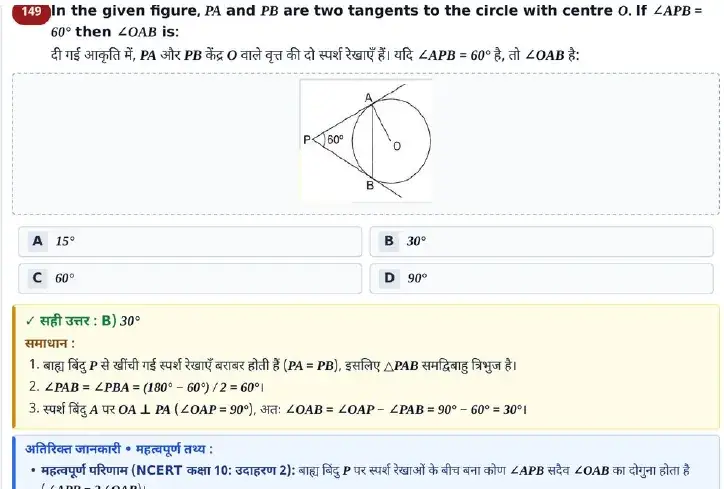 149 In the given figure, PA and PB are two tangents to the circle with centre O. If ∠APB =
60° then ∠OAB is:
दी गई आकृति में, PA और PB केंद्र O वाले वृत्त की दो स्पर्श रेखाएँ हैं। यदि ∠APB = 60° है, तो ∠OAB है:
A
P 60°
O
B
A 15°
B 30°
C 60°
D 90°
✓ सही उत्तर : B) 30°
समाधान :
1. बाह्य बिंदु P से खींची गई स्पर्श रेखाएँ बराबर होती हैं (PA = PB), इसलिए △PAB समद्विबाहु त्रिभुज है।
2. ∠PAB = ∠PBA = (180° − 60°) / 2 = 60°।
3. स्पर्श बिंदु A पर OA ⊥ PA (∠OAP = 90°), अतः ∠OAB = ∠OAP − ∠PAB = 90° − 60° = 30°।
अतिरिक्त जानकारी • महत्वपूर्ण तथ्य :
• महत्वपूर्ण परिणाम (NCERT कक्षा 10: उदाहरण 2): बाह्य बिंदु P पर स्पर्श रेखाओं के बीच बना कोण ∠APB सदैव ∠OAB का दोगुना होता है
(∠APB = 2 ∠OAB)।